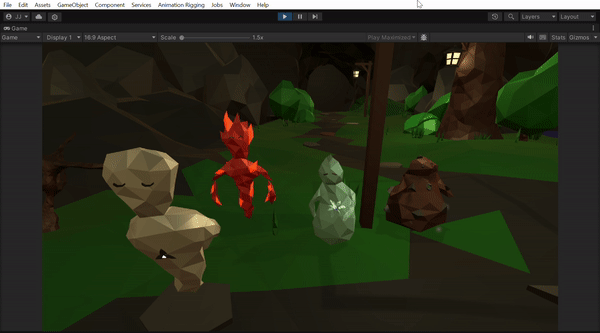 File Edit Assets GameObject Component Services Animation Rigging Jobs Window Help
JJ Layers Layout
Game
Game Display 1 16:9 Aspect Scale 1.5x Play Maximized Stats Gizmos